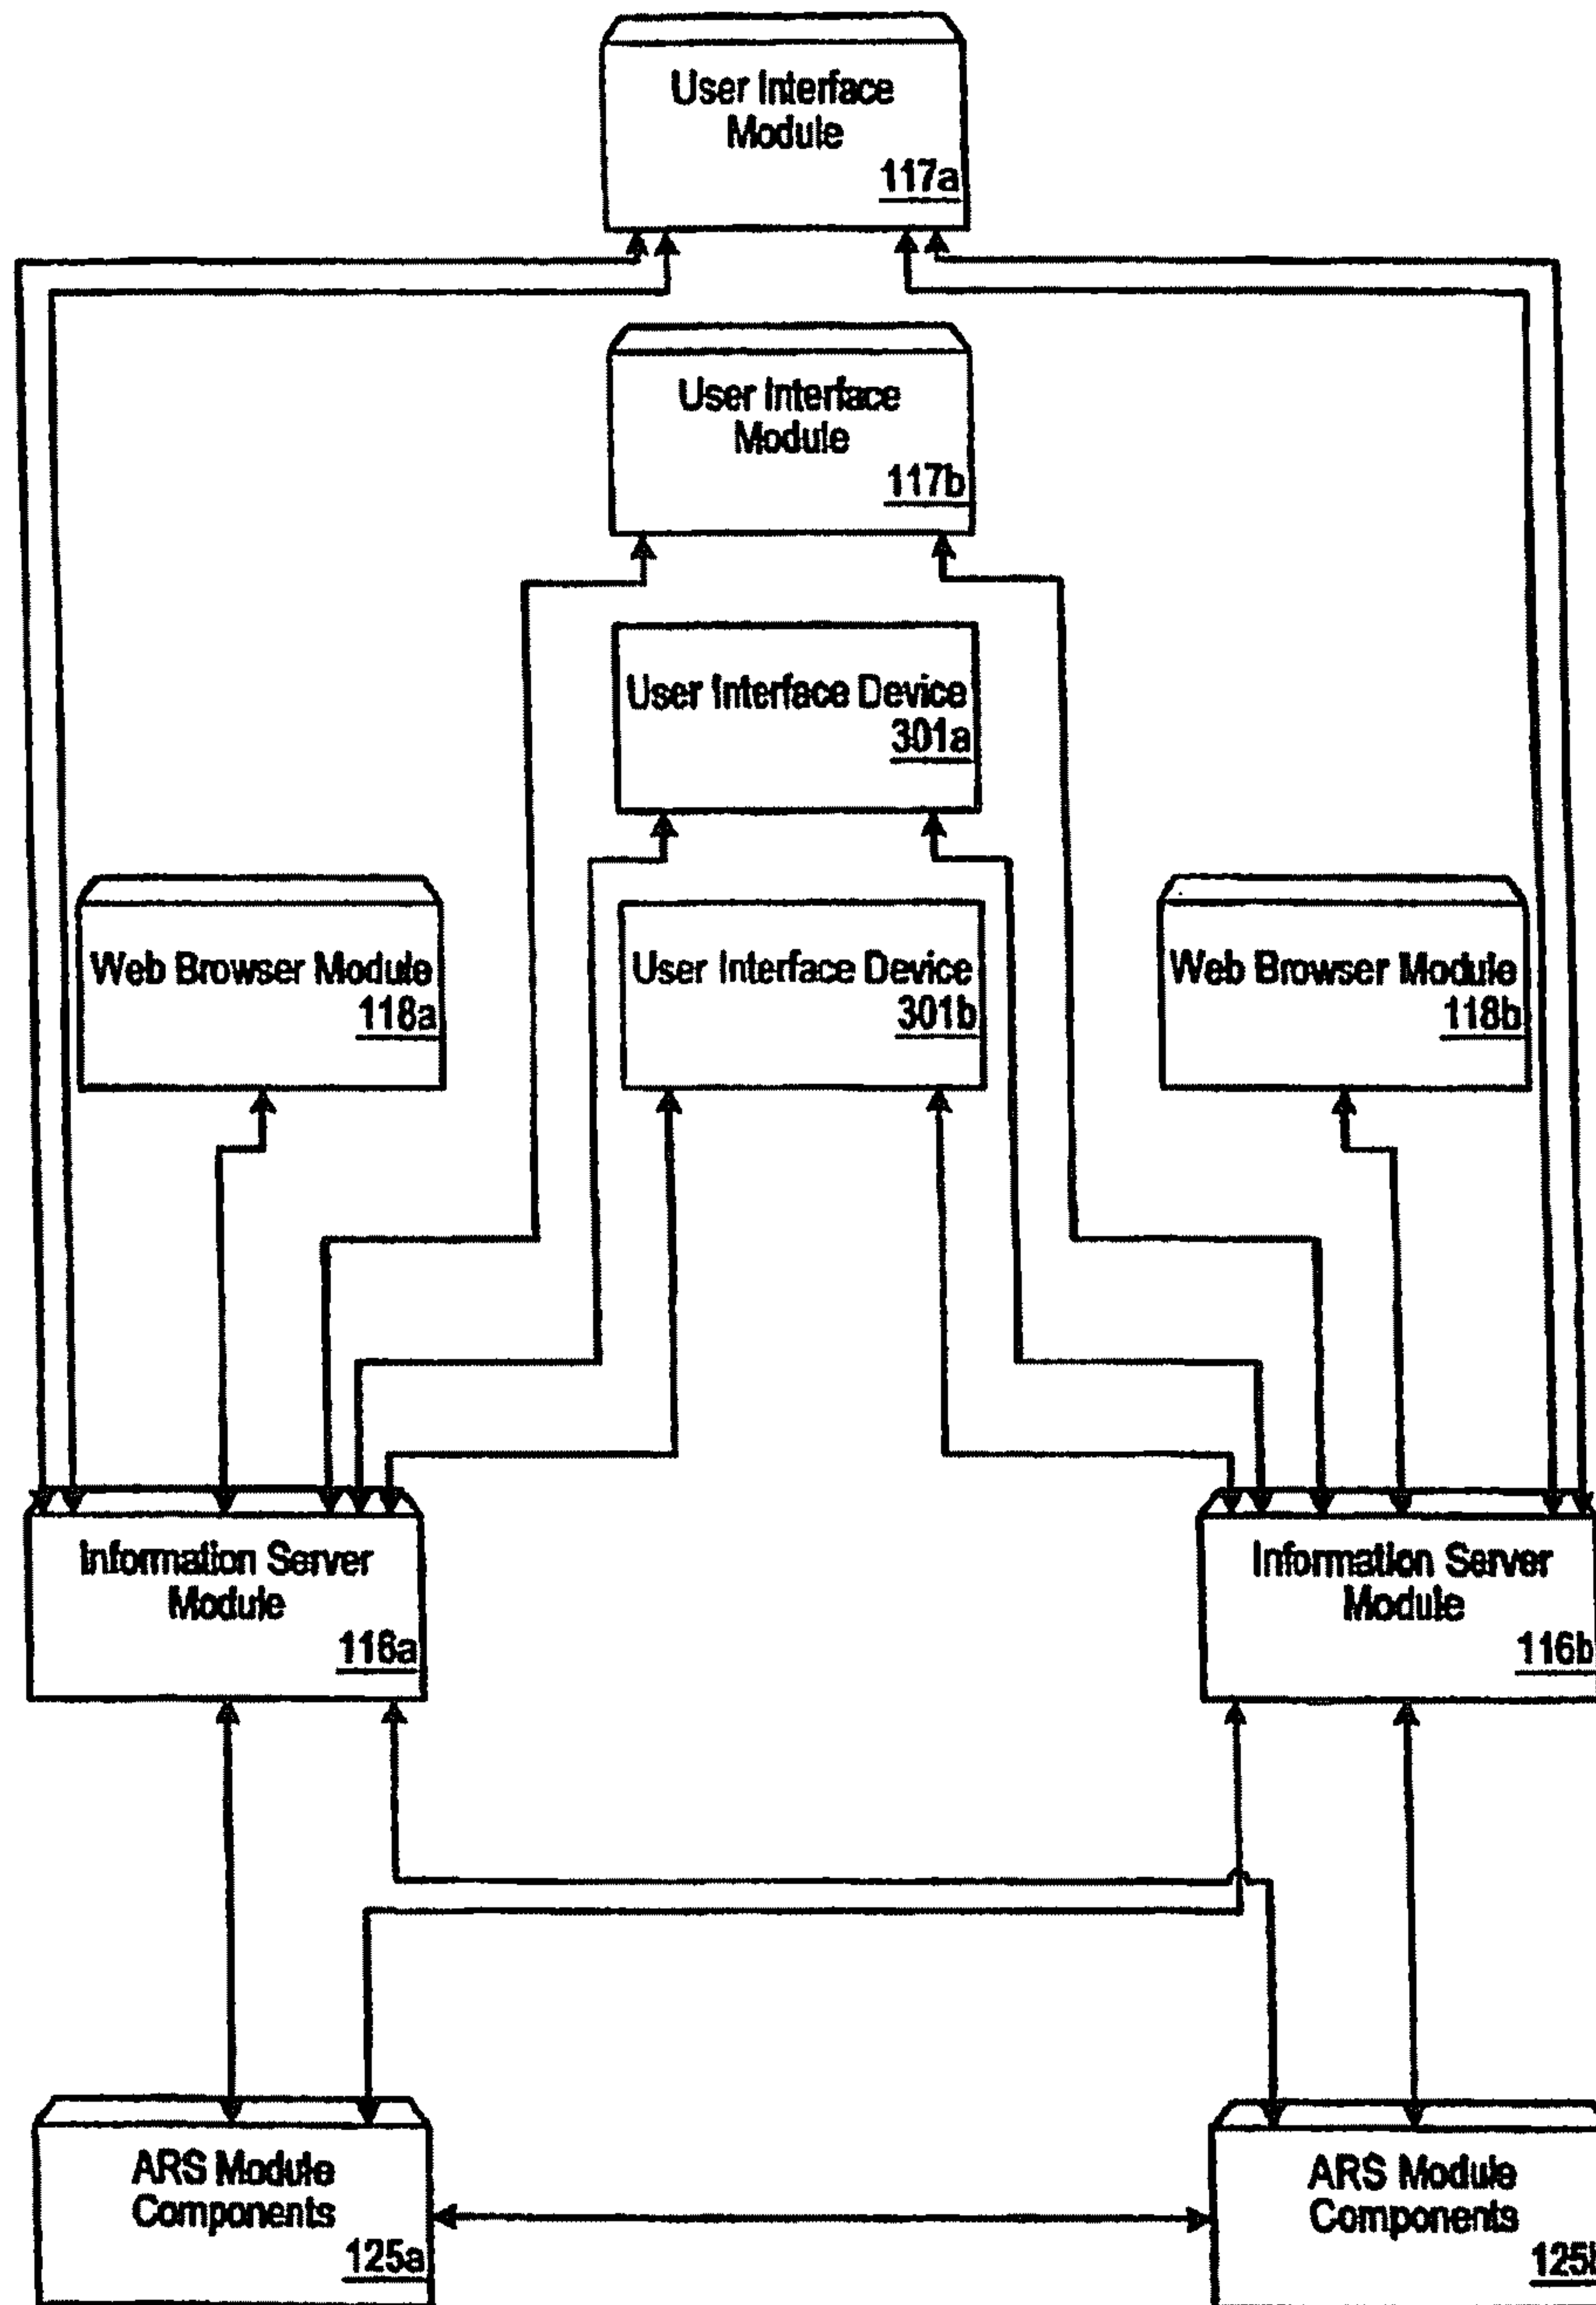 User Interface
Module
117a
User Interface
Module
117b
User Interface Device
301a
Web Browser Module
118a
User Interface Device
301b
Web Browser Module
118b
Information Server
Module
116a
Information Server
Module
116b
ARS Module
Components
125a
ARS Module
Components